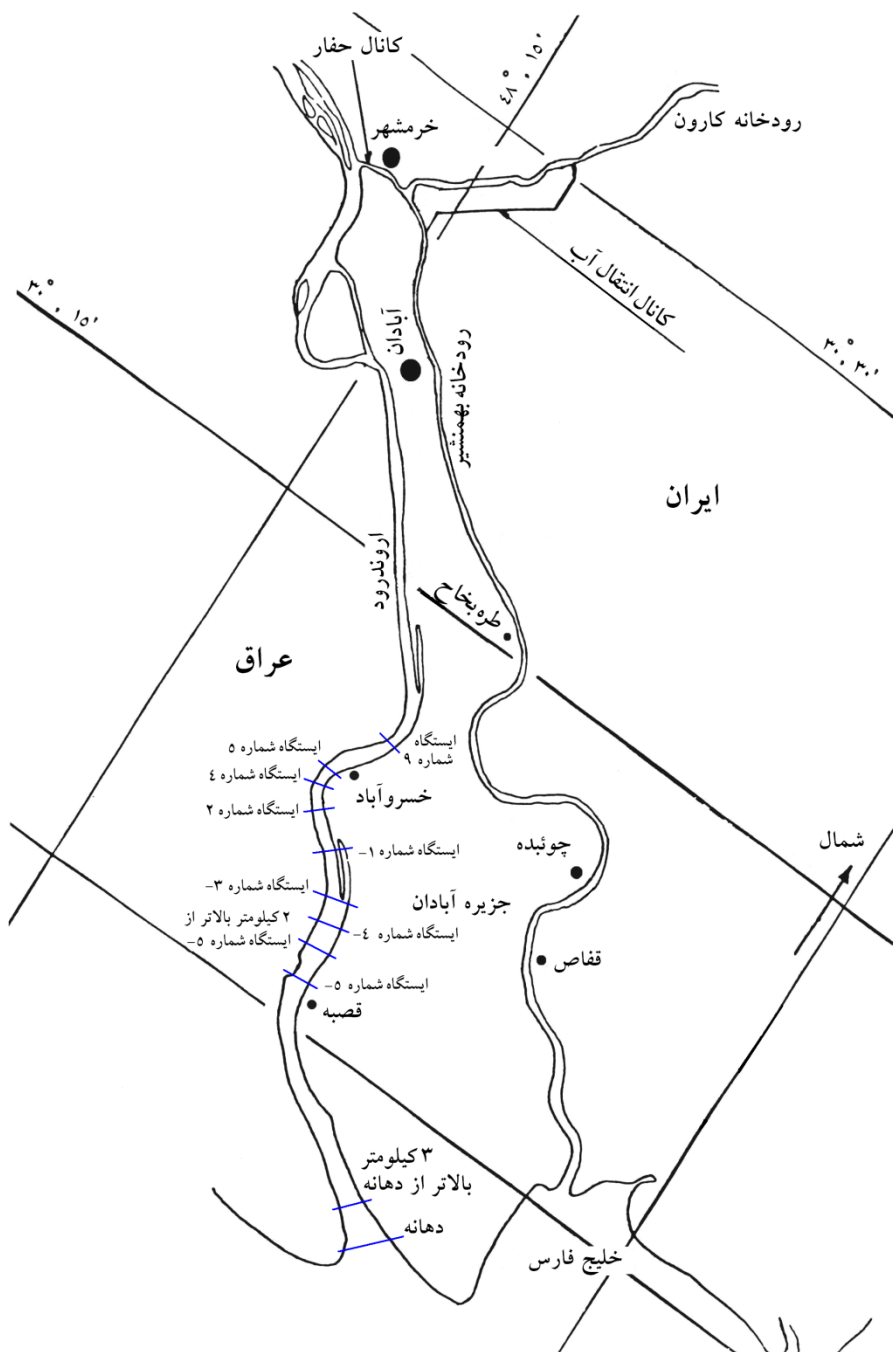 کانال حفار
۴۸° ، ۱۵'
خرمشهر
رودخانه کارون
کانال انتقال آب
۳۰° ، ۱۵'
۳۰° ، ۳۰'
آبادان
رودخانه بهمنشیر
ایران
اروندرود
طره بخاخ
عراق
ایستگاه
شماره ۹
ایستگاه شماره ۵
ایستگاه شماره ٤
خسروآباد
ایستگاه شماره ۲
ایستگاه شماره ۱-
چوئبده
شمال
ایستگاه شماره ۳-
جزیره آبادان
۲ کیلومتر بالاتر از
ایستگاه شماره ۵-
ایستگاه شماره ٤-
قفاص
ایستگاه شماره ۵-
قصبه
۳ کیلومتر
بالاتر از دهانه
دهانه
خلیج فارس